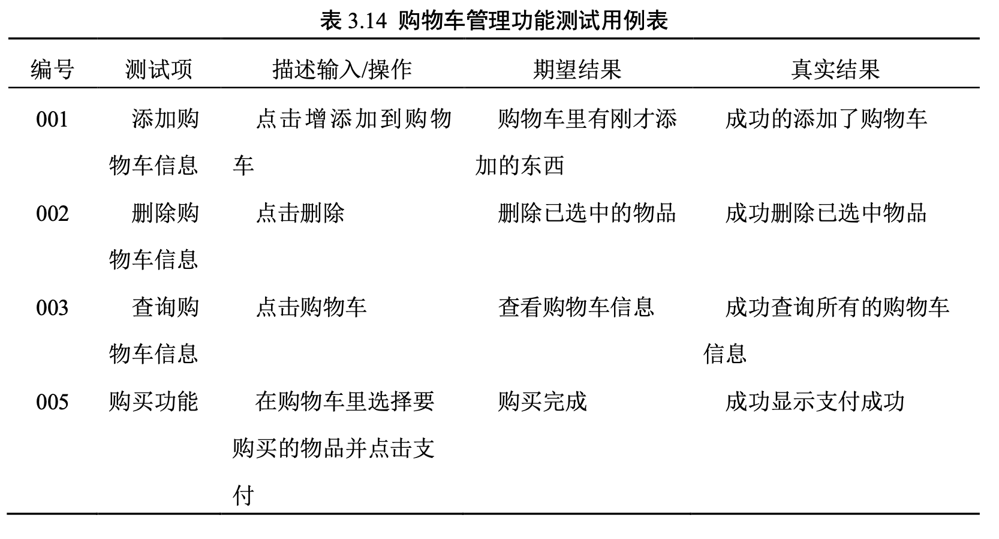 表 3.14 购物车管理功能测试用例表
编号 测试项 描述输入/操作 期望结果 真实结果
001 添加购 点击增添加到购物 购物车里有刚才添 成功的添加了购物车
物车信息 车 加的东西
002 删除购 点击删除 删除已选中的物品 成功删除已选中物品
物车信息
003 查询购 点击购物车 查看购物车信息 成功查询所有的购物车
物车信息 信息
005 购买功能 在购物车里选择要 购买完成 成功显示支付成功
购买的物品并点击支
付